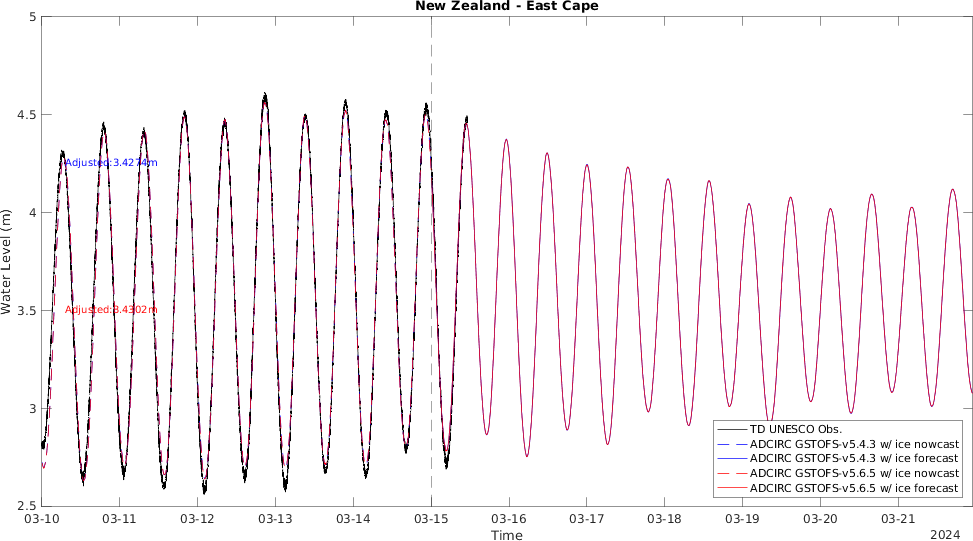 New Zealand - East Cape
5
4.5
4
3.5
3
2.5
Water Level (m)
Adjusted:3.4274m
Adjusted:3.4302m
TD UNESCO Obs.
ADCIRC GSTOFS-v5.4.3 w/ ice nowcast
ADCIRC GSTOFS-v5.4.3 w/ ice forecast
ADCIRC GSTOFS-v5.6.5 w/ ice nowcast
ADCIRC GSTOFS-v5.6.5 w/ ice forecast
03-10 03-11 03-12 03-13 03-14 03-15 03-16 03-17 03-18 03-19 03-20 03-21
Time
2024